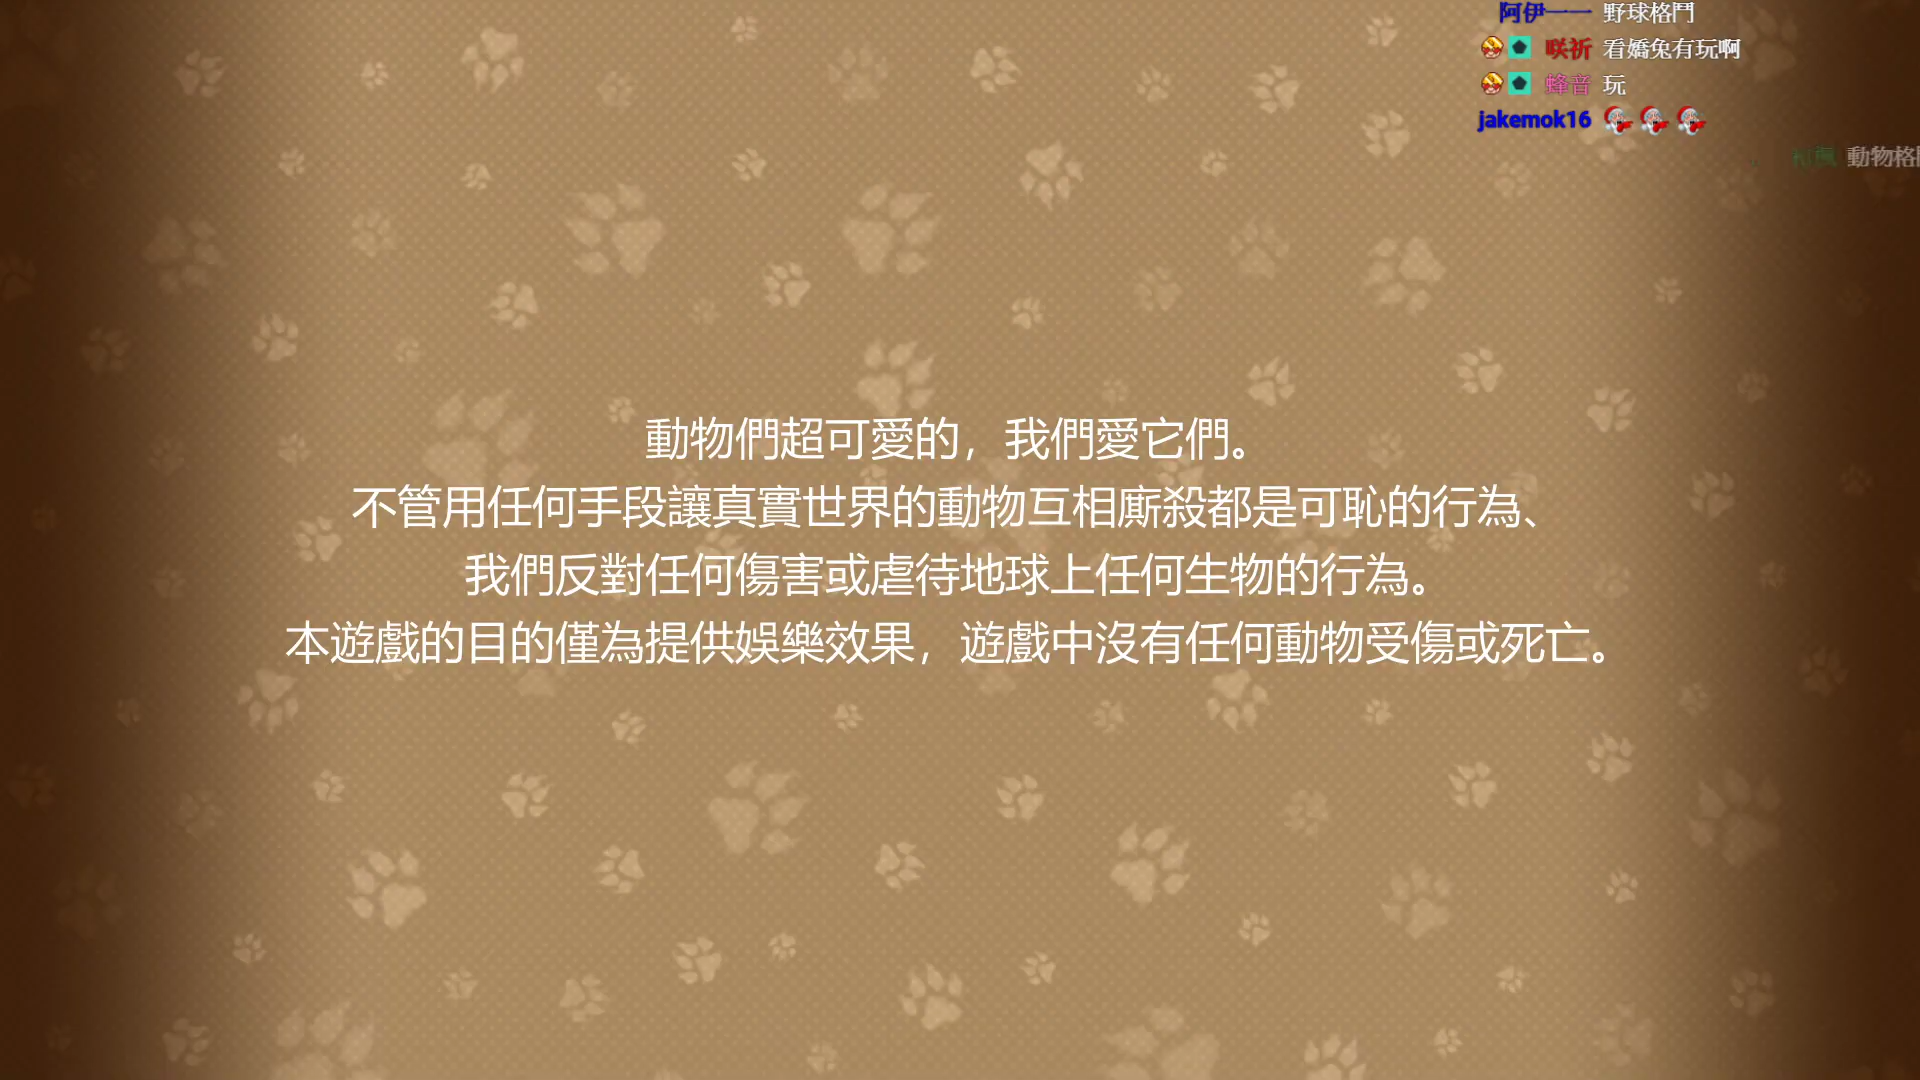 阿伊一一 野球格鬥
咲祈 看嬌兔有玩啊
蜂音 玩
jakemok16
動物格
動物們超可愛的，我們愛它們。
不管用任何手段讓真實世界的動物互相廝殺都是可恥的行為、
我們反對任何傷害或虐待地球上任何生物的行為。
本遊戲的目的僅為提供娛樂效果，遊戲中沒有任何動物受傷或死亡。